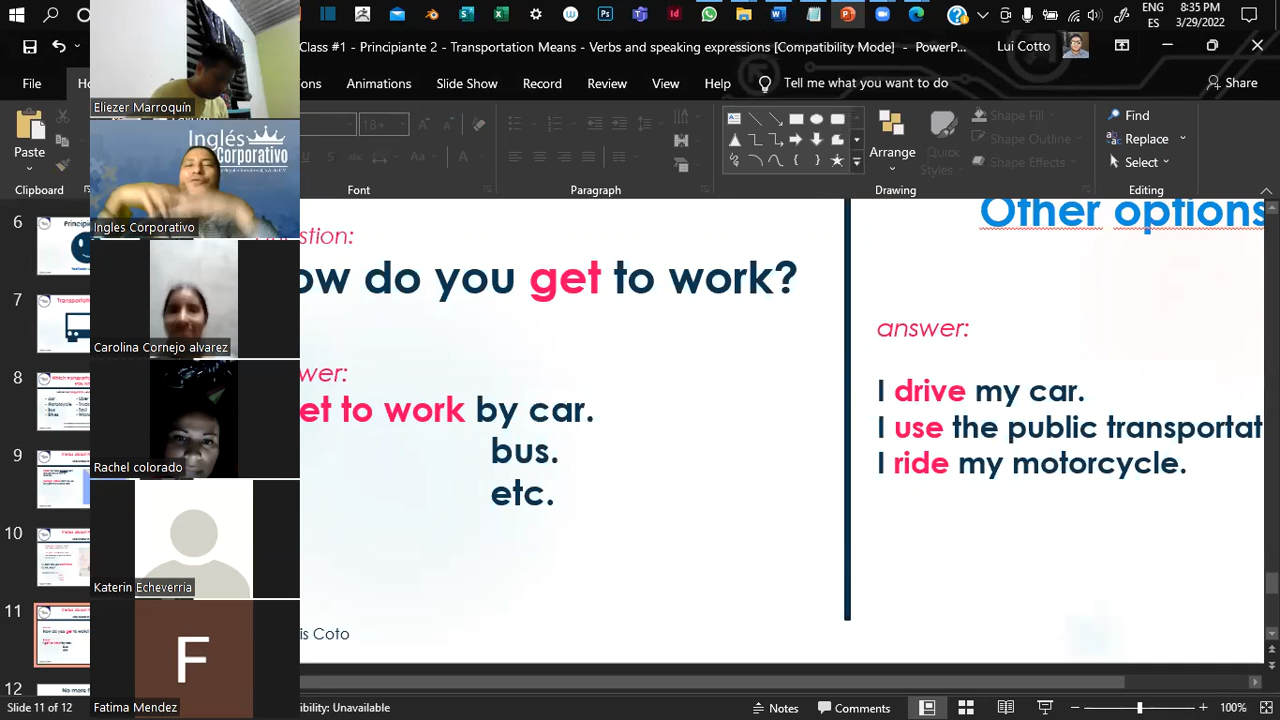 ENG
ES
8:35 PM
3/29/2022
Class #1 - Principiante 2 - Transportation Means - Verbs and speaking expressions [Compatibility Mode] - PowerP...
Lui Cotto
File
Animations
Slide Show
Record
Review
View
Help
Tell me what you want to do
Share
Paste
18+
Arrange
Quick
Styles
Shape Fill
Shape Outline
Shape Effects
Find
Replace
Select
Clipboard
Font
Paragraph
Drawing
Editing
Eliezer Marroquín
Inglés
Corporativo
Ingles Corporativo
Carolina Cornejo alvarez
Rachel colorado
Katerin Echeverria
F
Fatima Mendez
6
7
8
9
10
11
12
stion:
ow do you get to work?
wer:
et to work by car.
bus.
etc.
Other options
answer:
I drive my car.
I use the public transportat
I ride my motorcycle.
is Coto
Slide 11 of 12
bility: Unavailable
Notes
Comments
100%